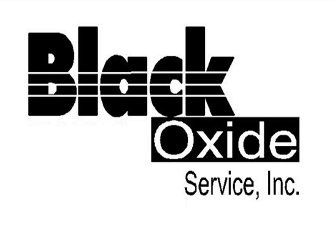 Black
Oxide
Service, Inc.